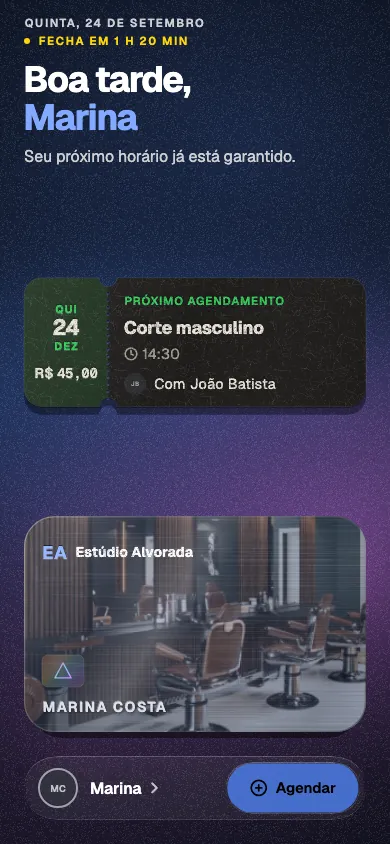 QUINTA, 24 DE SETEMBRO
FECHA EM 1 H 20 MIN
Boa tarde,
Marina
Seu próximo horário já está garantido.
QUI
24
DEZ
R$ 45,00
PRÓXIMO AGENDAMENTO
Corte masculino
14:30
JB
Com João Batista
EA Estúdio Alvorada
MARINA COSTA
MC
Marina
Agendar